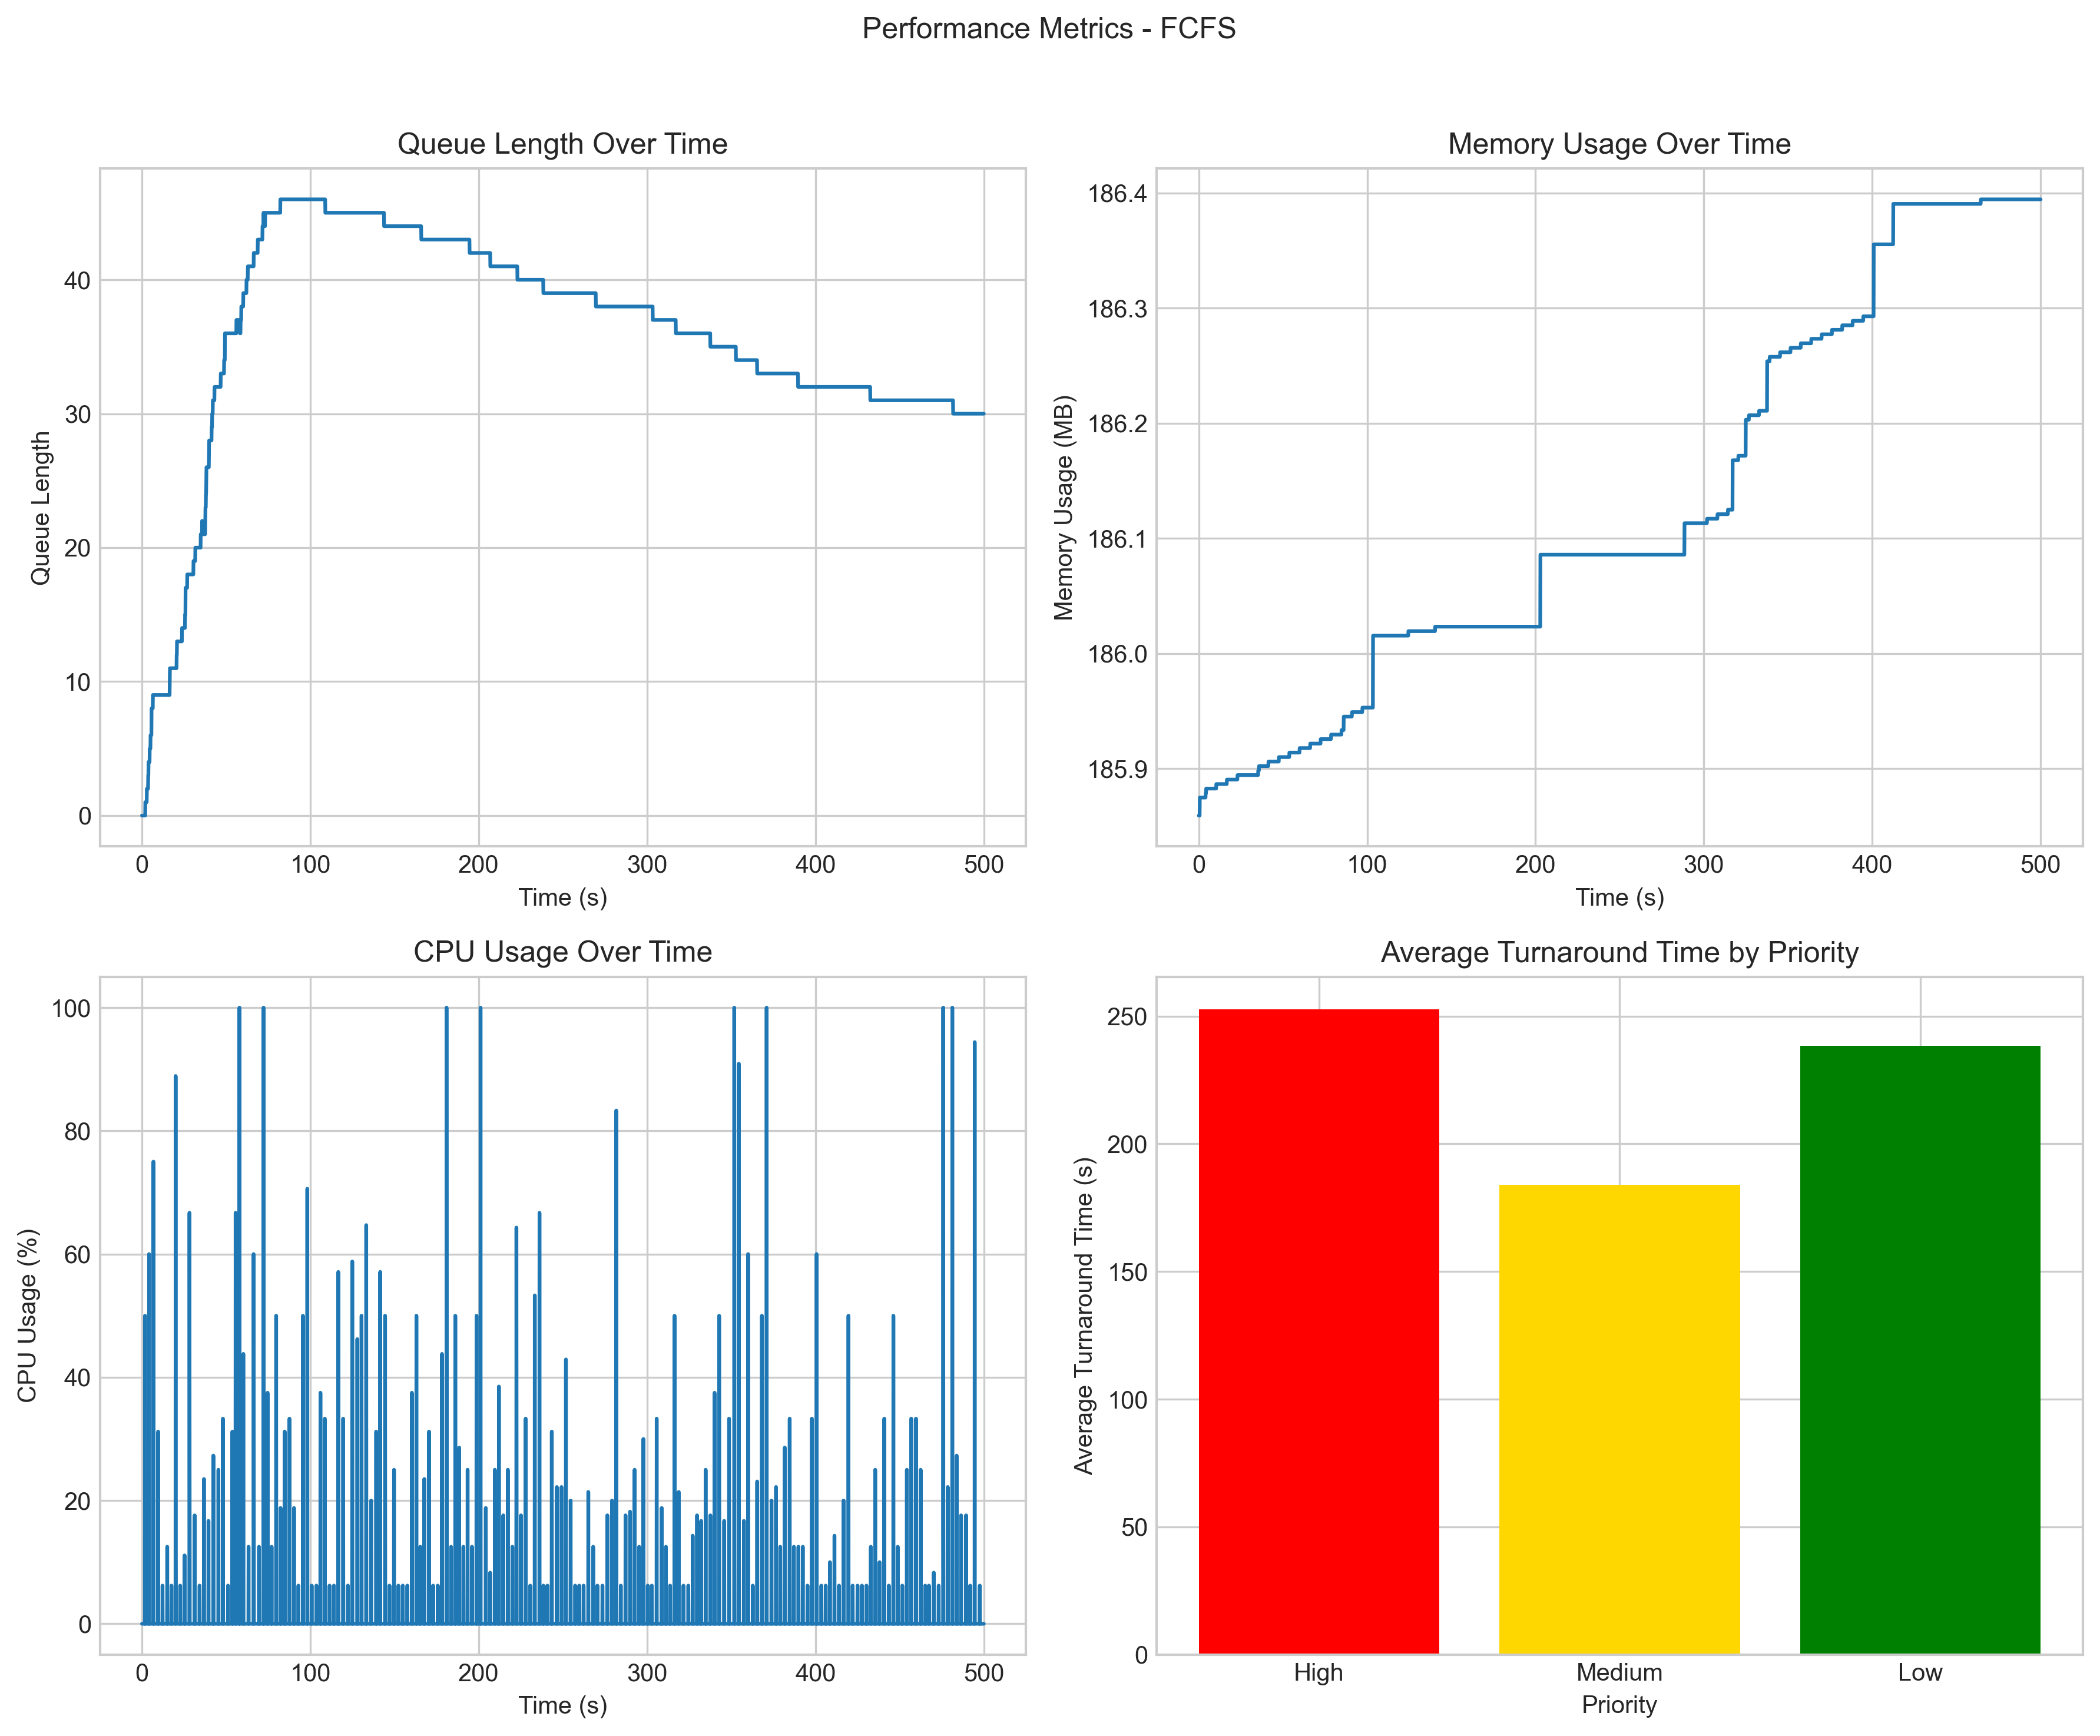 Performance Metrics - FCFS
Queue Length Over Time
Queue Length
40
30
20
10
0
0 100 200 300 400 500
Time (s)
Memory Usage Over Time
Memory Usage (MB)
186.4
186.3
186.2
186.1
186.0
185.9
0 100 200 300 400 500
Time (s)
CPU Usage Over Time
CPU Usage (%)
100
80
60
40
20
0
0 100 200 300 400 500
Time (s)
Average Turnaround Time by Priority
Average Turnaround Time (s)
250
200
150
100
50
0
High Medium Low
Priority